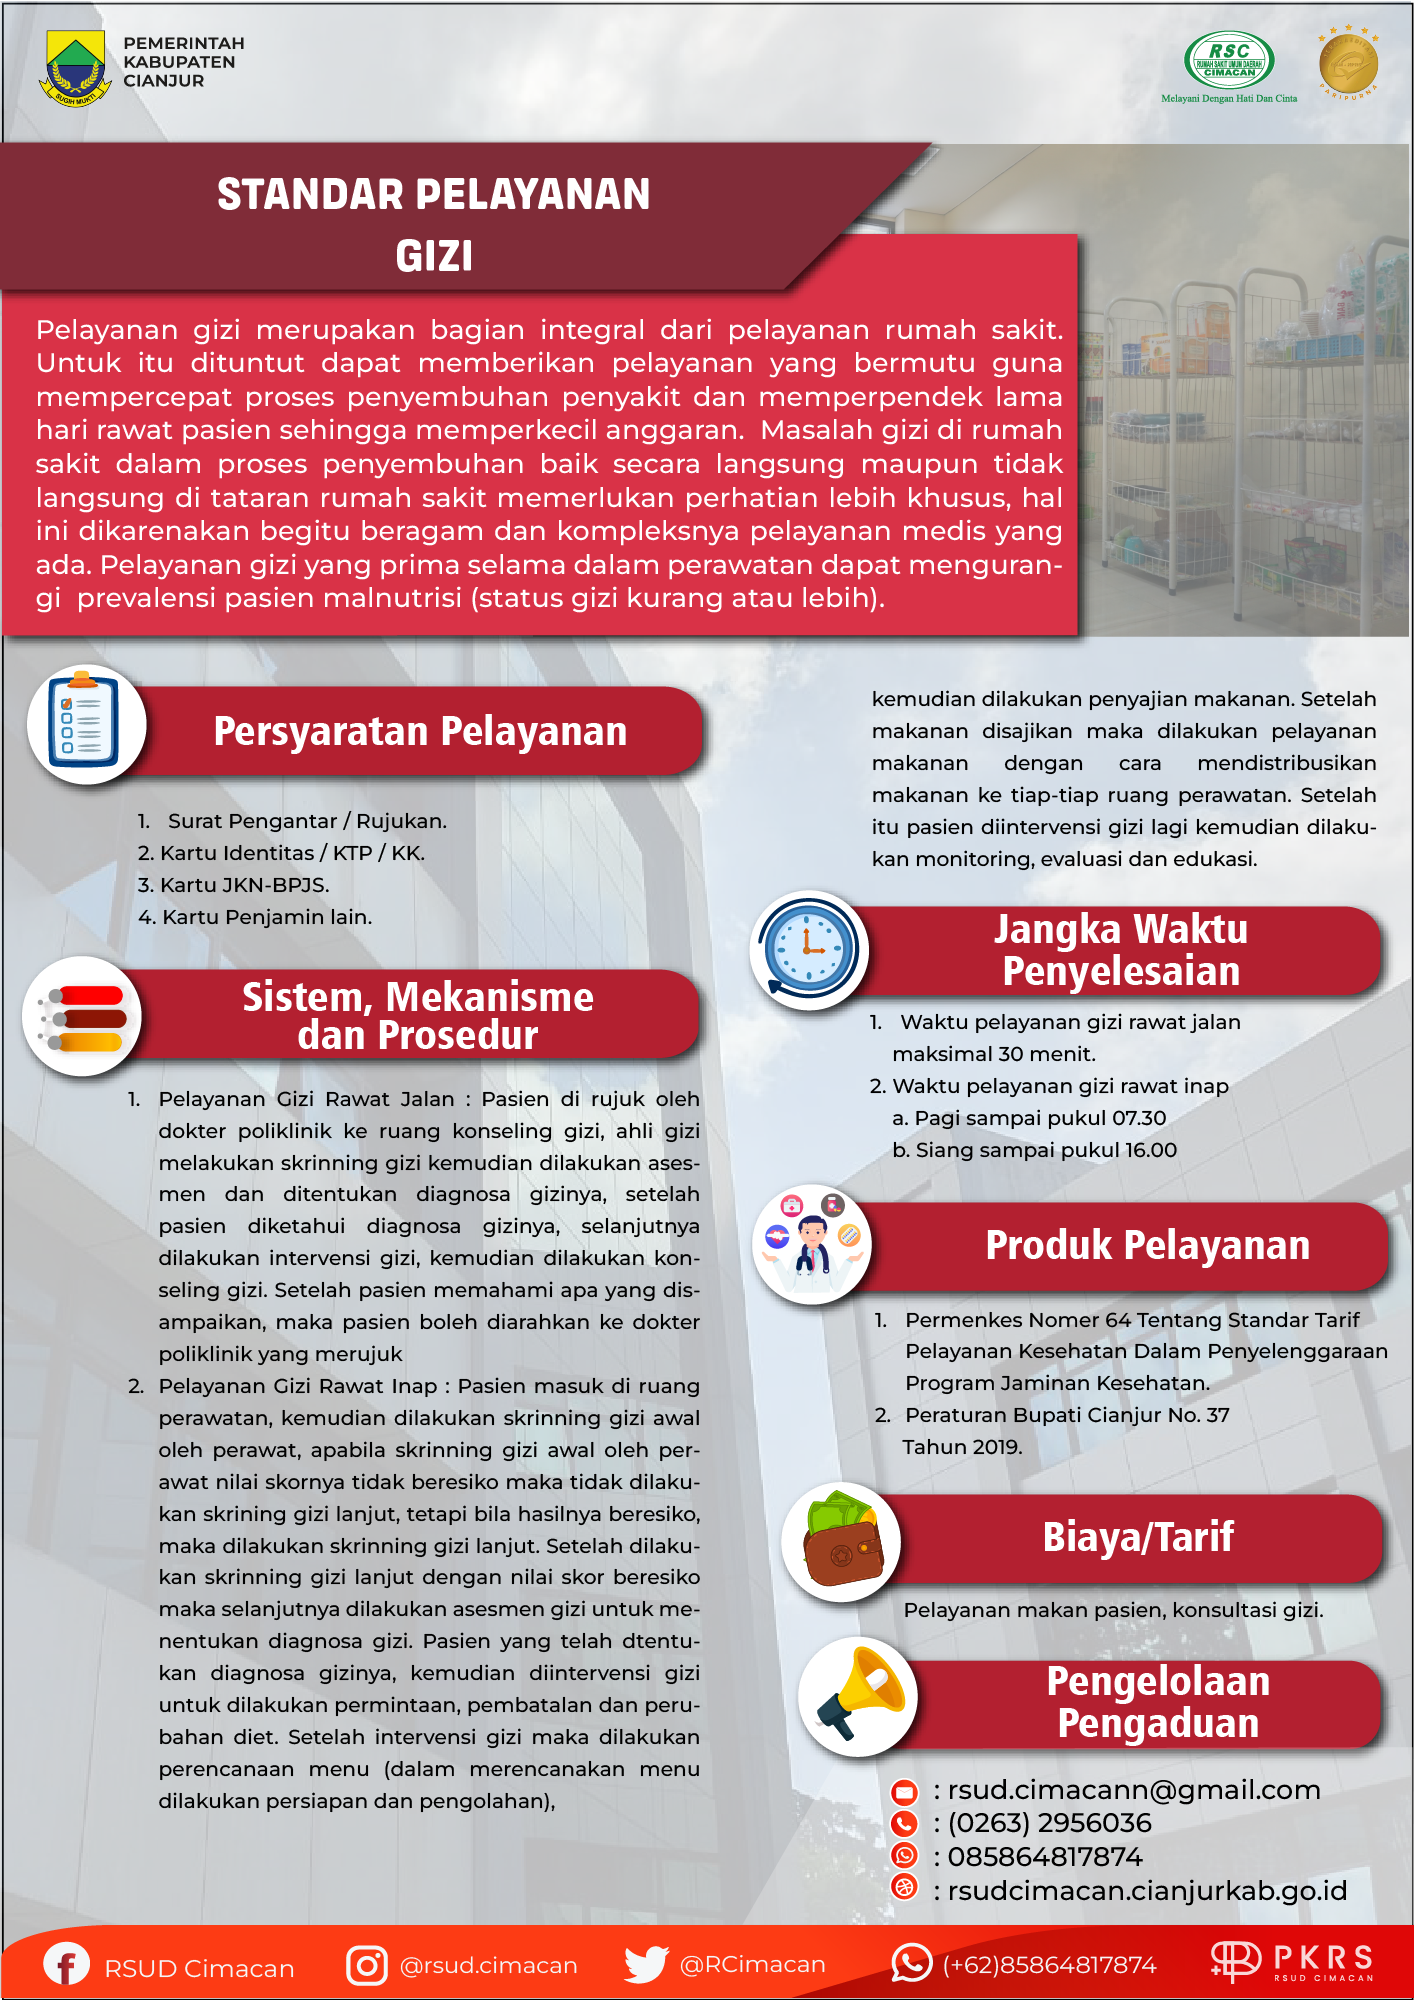 PEMERINTAH
KABUPATEN
CIANJUR
SUGIH MUKTI
RSC
RUMAH SAKIT UMUM DAERAH
CIMACAN
Melayani Dengan Hati Dan Cinta
PARIPURNA
STANDAR PELAYANAN
GIZI
Pelayanan gizi merupakan bagian integral dari pelayanan rumah sakit.
Untuk itu dituntut dapat memberikan pelayanan yang bermutu guna
mempercepat proses penyembuhan penyakit dan memperpendek lama
hari rawat pasien sehingga memperkecil anggaran. Masalah gizi di rumah
sakit dalam proses penyembuhan baik secara langsung maupun tidak
langsung di tataran rumah sakit memerlukan perhatian lebih khusus, hal
ini dikarenakan begitu beragam dan kompleksnya pelayanan medis yang
ada. Pelayanan gizi yang prima selama dalam perawatan dapat menguran-
gi prevalensi pasien malnutrisi (status gizi kurang atau lebih).
Persyaratan Pelayanan
1. Surat Pengantar / Rujukan.
2. Kartu Identitas / KTP / KK.
3. Kartu JKN-BPJS.
4. Kartu Penjamin lain.
Sistem, Mekanisme
dan Prosedur
1. Pelayanan Gizi Rawat Jalan : Pasien di rujuk oleh
dokter poliklinik ke ruang konseling gizi, ahli gizi
melakukan skrinning gizi kemudian dilakukan ases-
men dan ditentukan diagnosa gizinya, setelah
pasien diketahui diagnosa gizinya, selanjutnya
dilakukan intervensi gizi, kemudian dilakukan kon-
seling gizi. Setelah pasien memahami apa yang dis-
ampaikan, maka pasien boleh diarahkan ke dokter
poliklinik yang merujuk
2. Pelayanan Gizi Rawat Inap : Pasien masuk di ruang
perawatan, kemudian dilakukan skrinning gizi awal
oleh perawat, apabila skrinning gizi awal oleh per-
awat nilai skornya tidak beresiko maka tidak dilaku-
kan skrining gizi lanjut, tetapi bila hasilnya beresiko,
maka dilakukan skrinning gizi lanjut. Setelah dilaku-
kan skrinning gizi lanjut dengan nilai skor beresiko
maka selanjutnya dilakukan asesmen gizi untuk me-
nentukan diagnosa gizi. Pasien yang telah dtentu-
kan diagnosa gizinya, kemudian diintervensi gizi
untuk dilakukan permintaan, pembatalan dan peru-
bahan diet. Setelah intervensi gizi maka dilakukan
perencanaan menu (dalam merencanakan menu
dilakukan persiapan dan pengolahan),
kemudian dilakukan penyajian makanan. Setelah
makanan disajikan maka dilakukan pelayanan
makanan dengan cara mendistribusikan
makanan ke tiap-tiap ruang perawatan. Setelah
itu pasien diintervensi gizi lagi kemudian dilaku-
kan monitoring, evaluasi dan edukasi.
Jangka Waktu
Penyelesaian
1. Waktu pelayanan gizi rawat jalan
maksimal 30 menit.
2. Waktu pelayanan gizi rawat inap
a. Pagi sampai pukul 07.30
b. Siang sampai pukul 16.00
Produk Pelayanan
1. Permenkes Nomer 64 Tentang Standar Tarif
Pelayanan Kesehatan Dalam Penyelenggaraan
Program Jaminan Kesehatan.
2. Peraturan Bupati Cianjur No. 37
Tahun 2019.
Biaya/Tarif
Pelayanan makan pasien, konsultasi gizi.
Pengelolaan
Pengaduan
: rsud.cimacann@gmail.com
: (0263) 2956036
: 085864817874
: rsudcimacan.cianjurkab.go.id
RSUD Cimacan
@rsud.cimacan
@RCimacan
(+62)85864817874
PKRS
RSUD CIMACAN